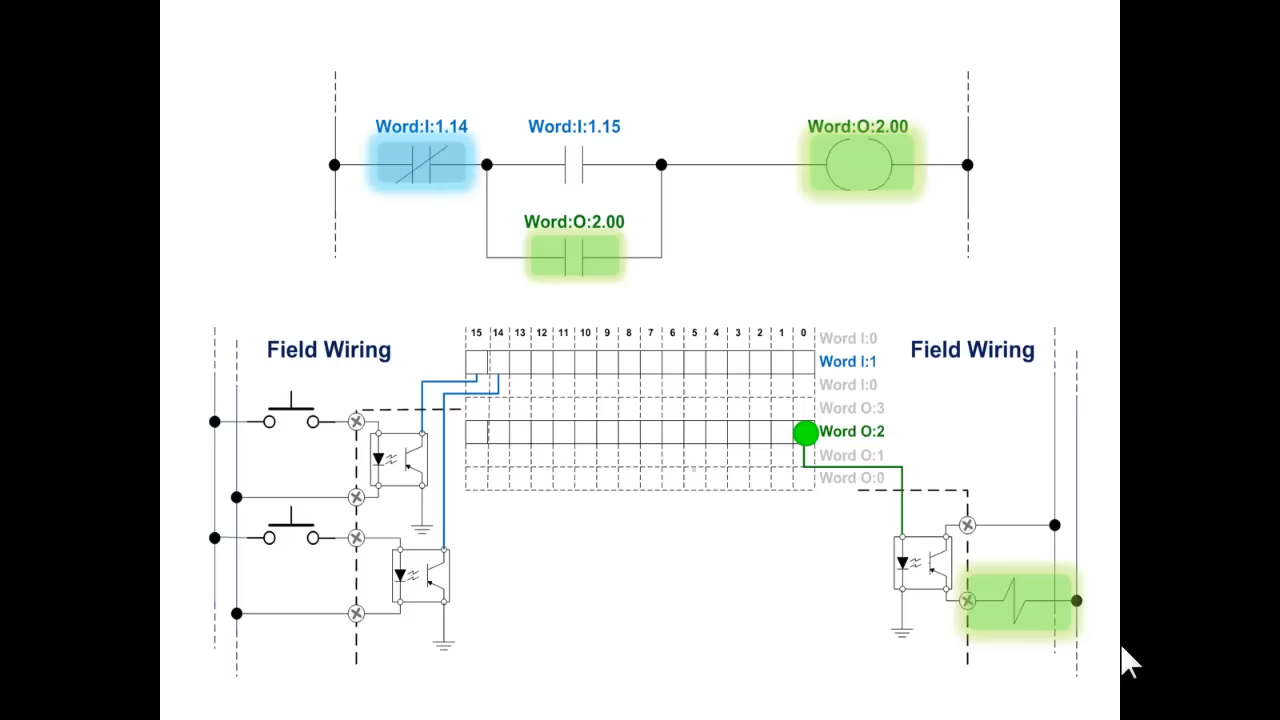 Word:I:1.14
Word:I:1.15
Word:O:2.00
Word:O:2.00
15 14 13 12 11 10 9 8 7 6 5 4 3 2 1 0
Word I:0
Field Wiring
Field Wiring
Word I:1
Word I:0
Word O:3
Word O:2
Word O:1
Word O:0